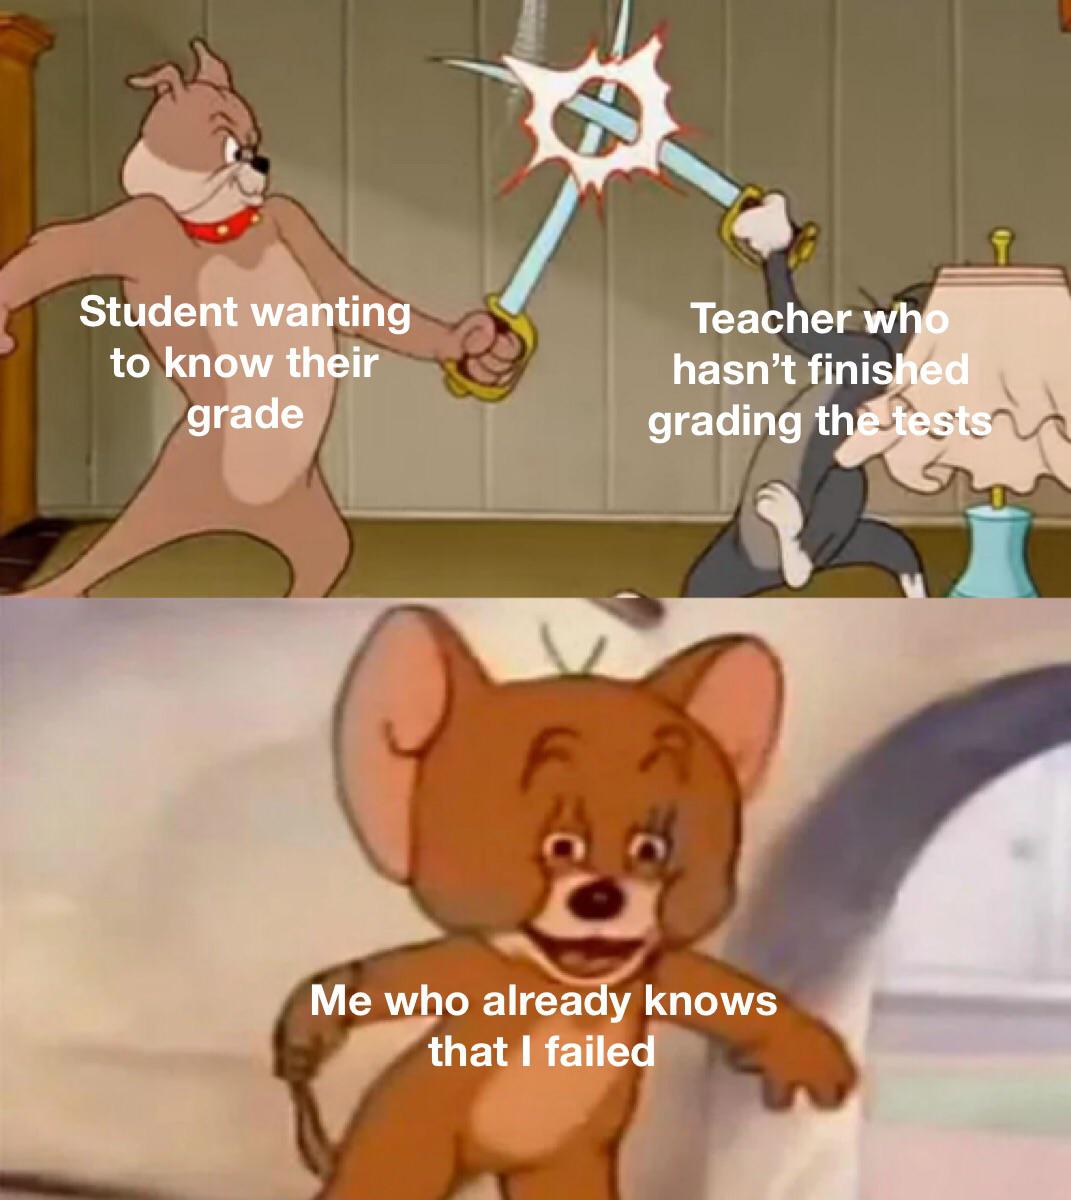 Student wanting
to know their
grade
Teacher who
hasn’t finished
grading the tests
Me who already knows
that I failed